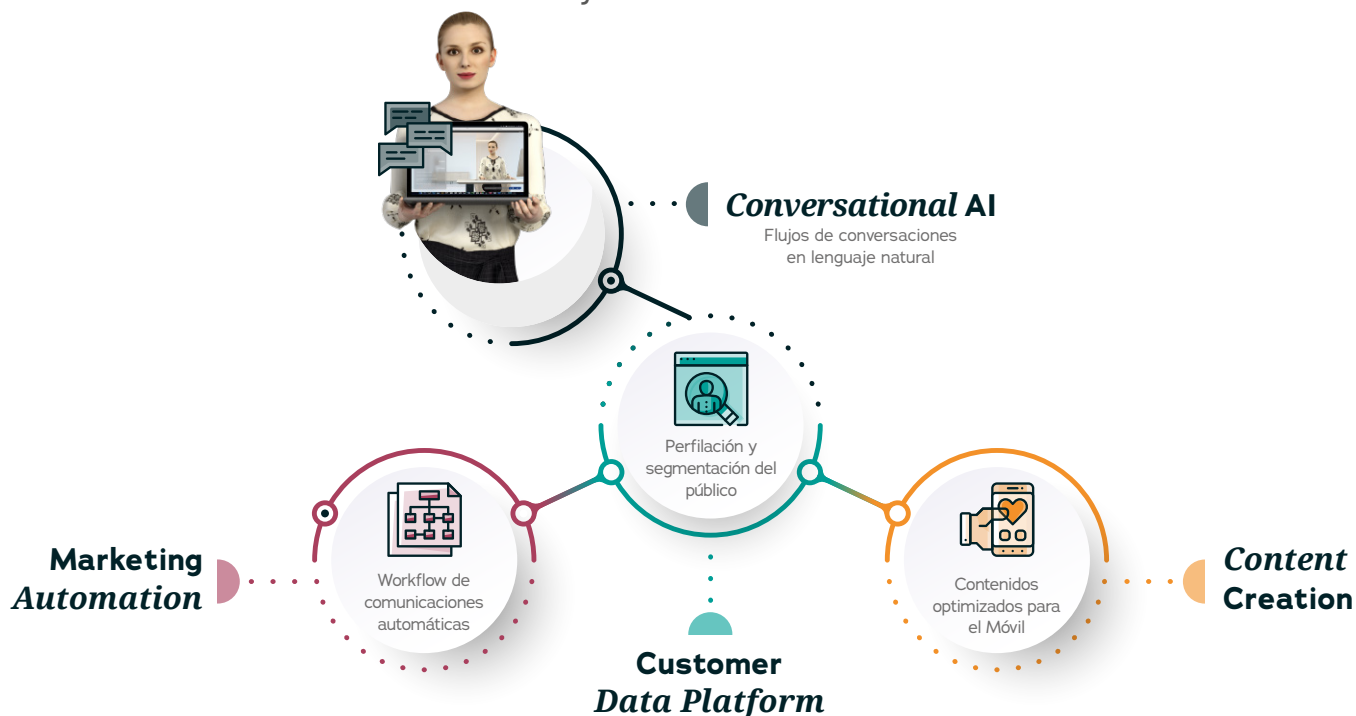 y
Conversational AI
Flujos de conversaciones
en lenguaje natural
Perfilación y
segmentación del
público
Workflow de
comunicaciones
automáticas
Marketing
Automation
Contenidos
optimizados para
el Móvil
Content
Creation
Customer
Data Platform